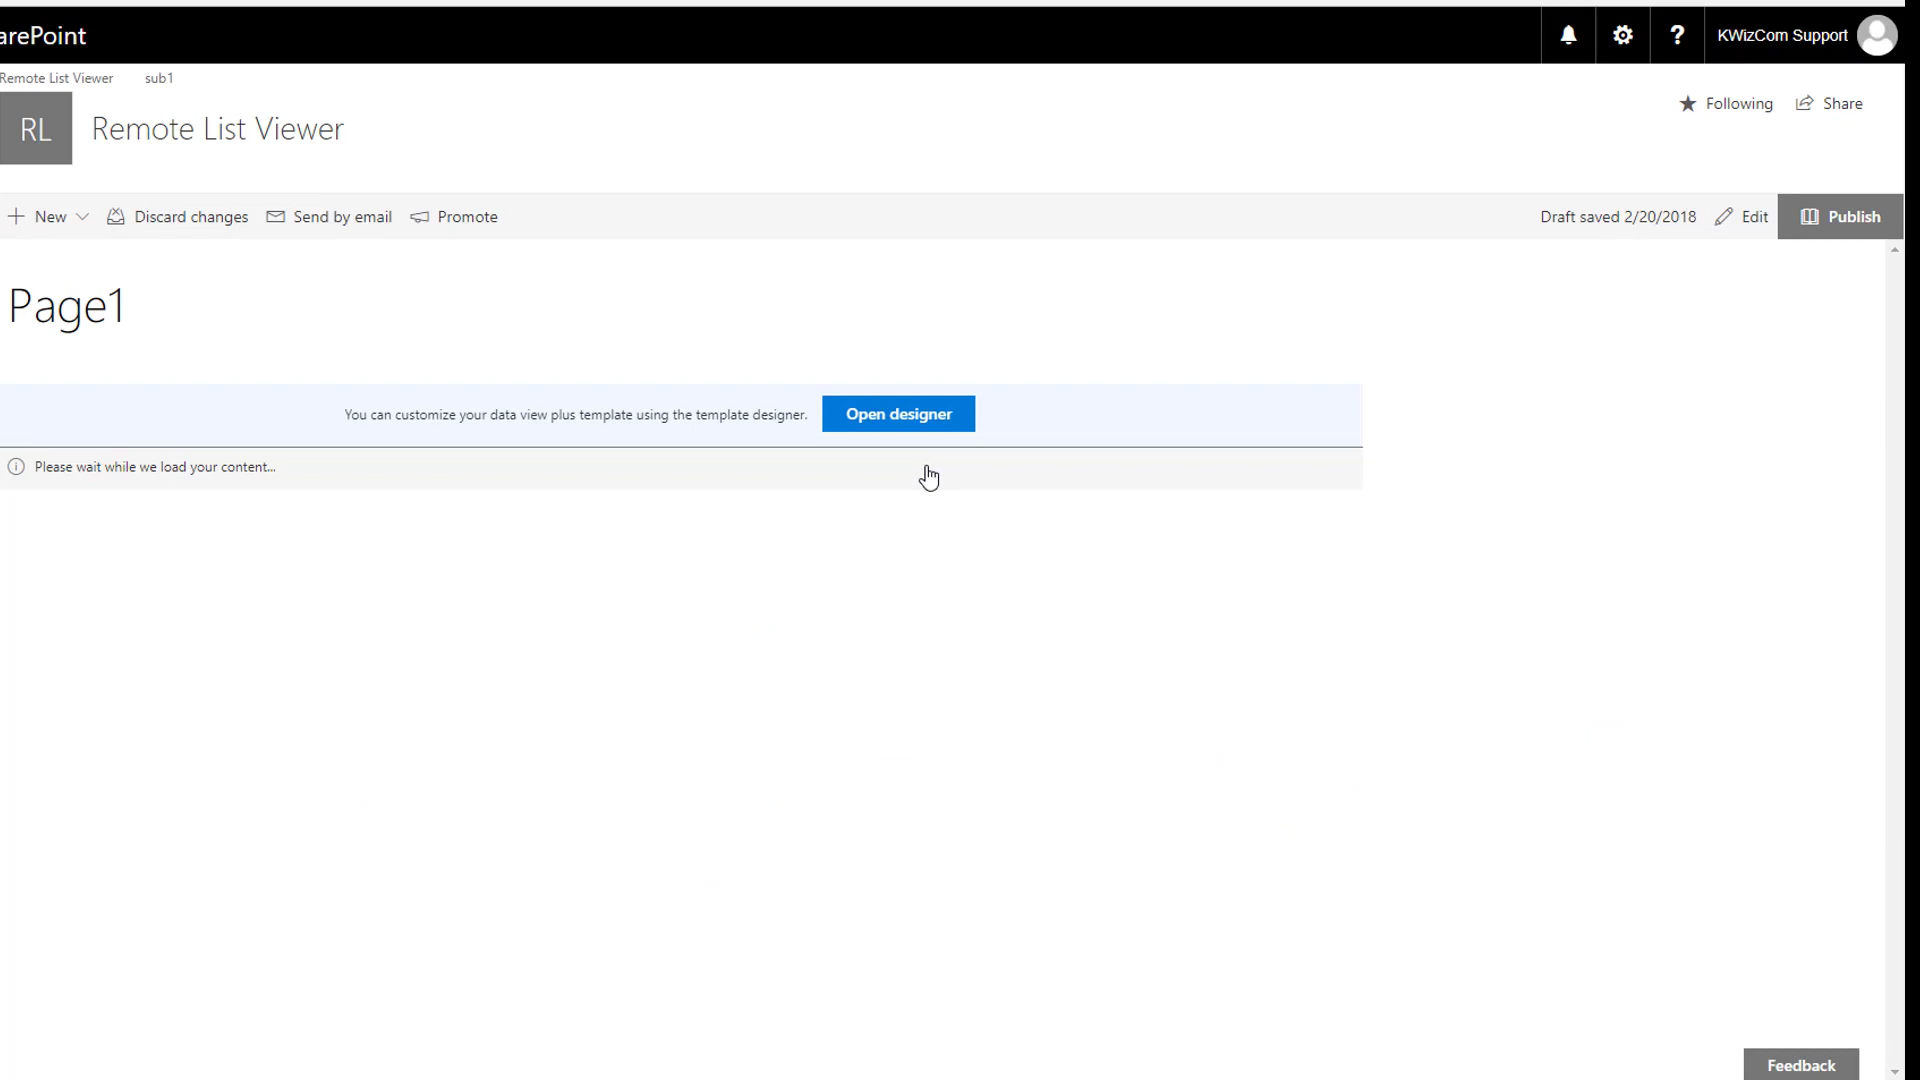 arePoint
KWizCom Support
Remote List Viewer sub1
Following Share
RL Remote List Viewer
New Discard changes Send by email Promote Draft saved 2/20/2018 Edit Publish
Page1
You can customize your data view plus template using the template designer. Open designer
Please wait while we load your content...
Feedback